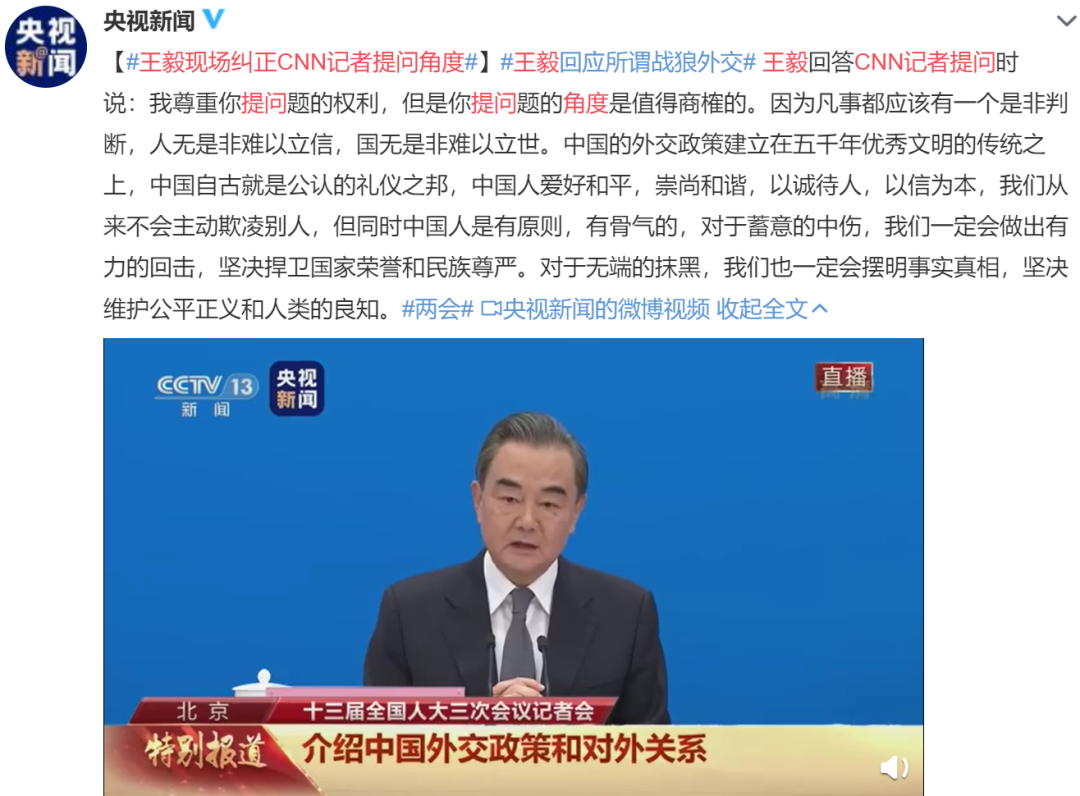 央视
新@闻
央视新闻
【#王毅现场纠正CNN记者提问角度#】#王毅回应所谓战狼外交# 王毅回答CNN记者提问时
说：我尊重你提问题的权利，但是你提问题的角度是值得商榷的。因为凡事都应该有一个是非判
断，人无是非难以立信，国无是非难以立世。中国的外交政策建立在五千年优秀文明的传统之
上，中国自古就是公认的礼仪之邦，中国人爱好和平，崇尚和谐，以诚待人，以信为本，我们从
来不会主动欺凌别人，但同时中国人是有原则，有骨气的，对于蓄意的中伤，我们一定会做出有
力的回击，坚决捍卫国家荣誉和民族尊严。对于无端的抹黑，我们也一定会摆明事实真相，坚决
维护公平正义和人类的良知。#两会# 央视新闻的微博视频 收起全文
CCTV 13
新闻
央视
新闻
直播
北京
十三届全国人大三次会议记者会
特别报道
介绍中国外交政策和对外关系